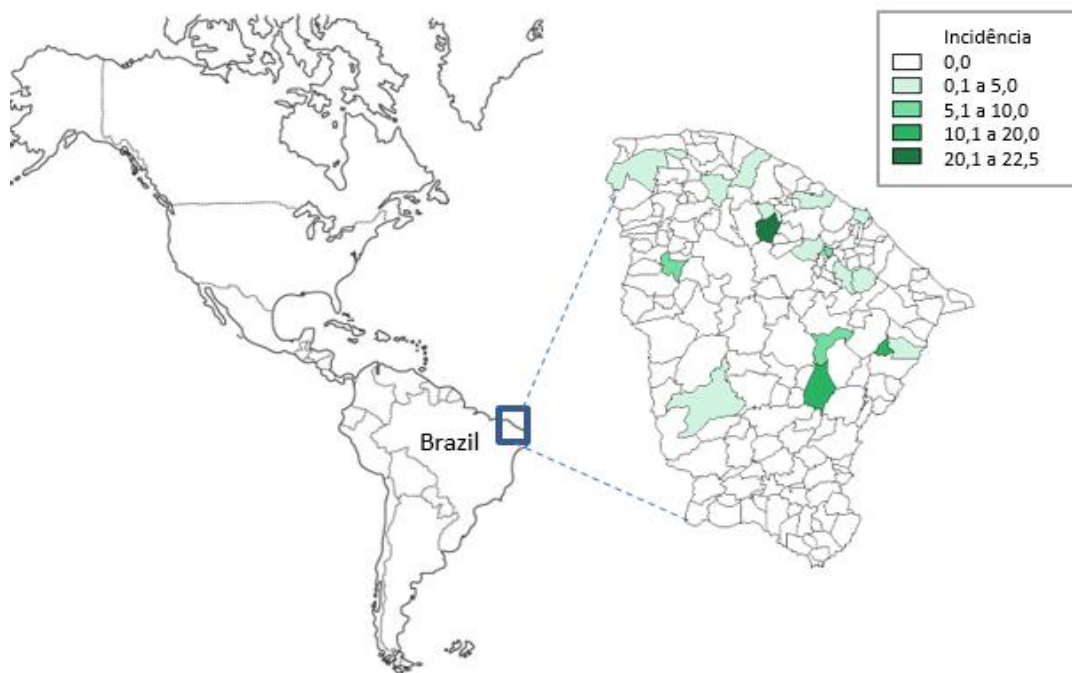 Incidência
0,0
0,1 a 5,0
5,1 a 10,0
10,1 a 20,0
20,1 a 22,5
Brazil